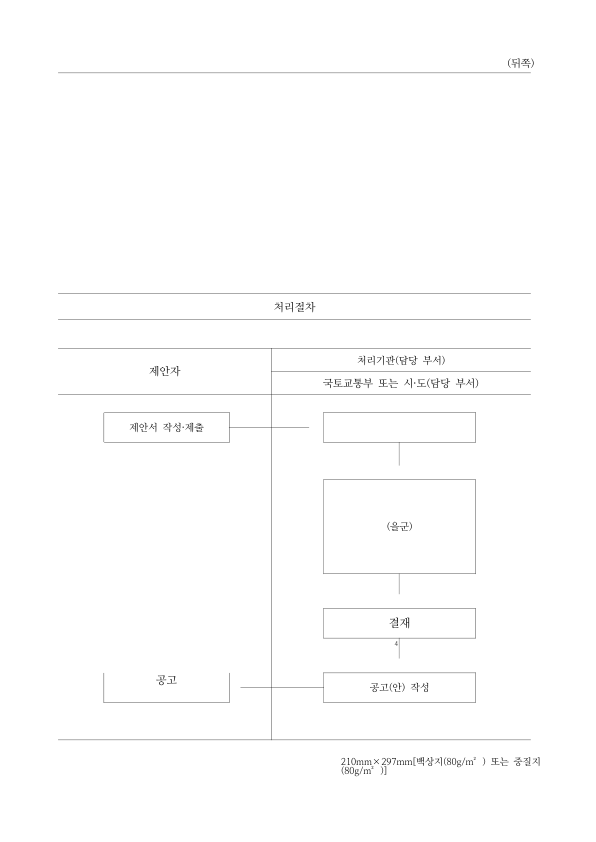 (뒤쪽)
처리절차
제안자
처리기관(담당 부서)
국토교통부 또는 시·도(담당 부서)
제안서 작성·제출
(을군)
결재
4
공고
공고(안) 작성
210mm×297mm[백상지(80g/㎡ ) 또는 중질지
(80g/㎡ )]